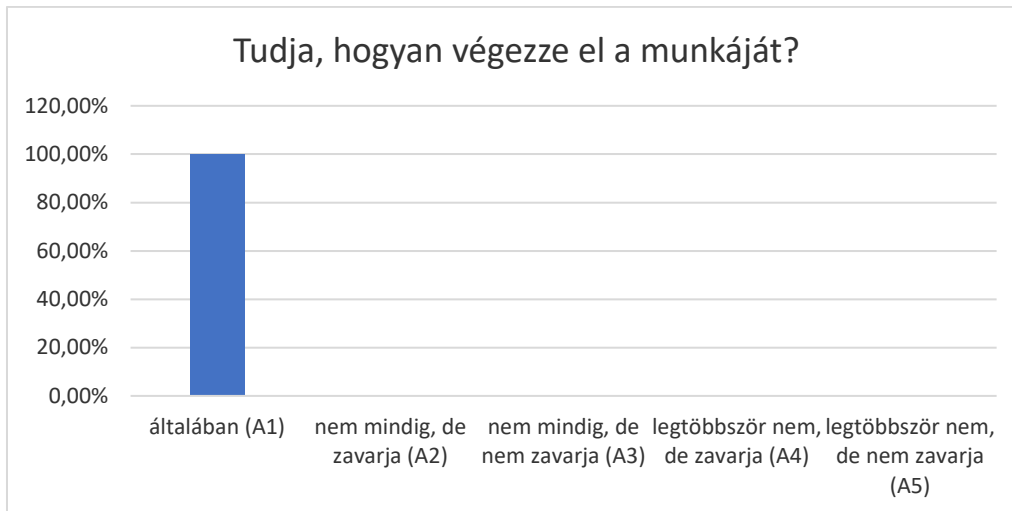 Tudja, hogyan végezze el a munkáját?
120,00%
100,00%
80,00%
60,00%
40,00%
20,00%
0,00%
általában (A1)
nem mindig, de
zavarja (A2)
nem mindig, de
nem zavarja (A3)
legtöbbször nem,
de zavarja (A4)
legtöbbször nem,
de nem zavarja
(A5)